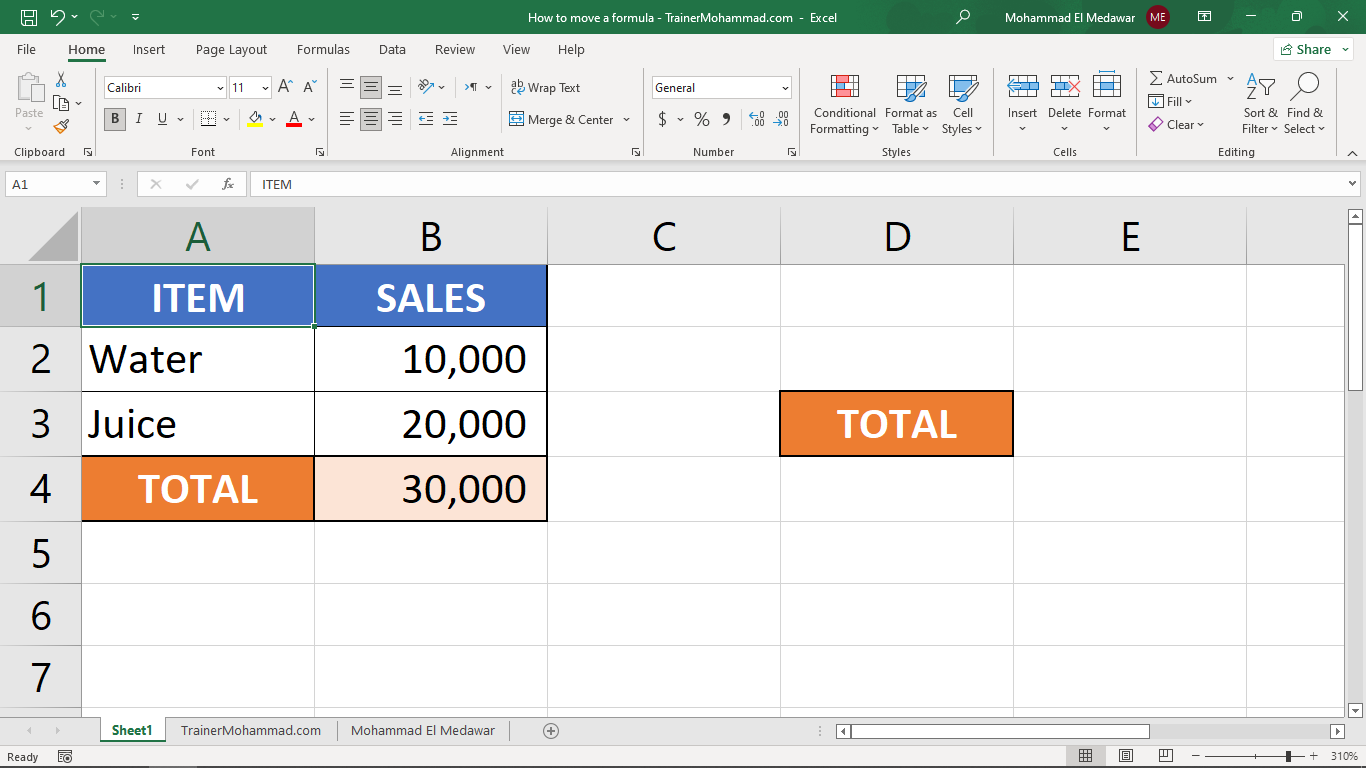 How to move a formula - TrainerMohammad.com - Excel
Mohammad El Medawar ME
File Home Insert Page Layout Formulas Data Review View Help Share
Paste
Calibri 11
B I U A
ab Wrap Text
Merge & Center
General
$ % 9
Conditional Formatting
Format as Table
Cell Styles
Insert Delete Format
AutoSum
Fill
Clear
Sort & Filter
Find & Select
Clipboard Font Alignment Number Styles Cells Editing
A1 fx ITEM
A B C D E
1 ITEM SALES
2 Water 10,000
3 Juice 20,000 TOTAL
4 TOTAL 30,000
5
6
7
Sheet1 TrainerMohammad.com Mohammad El Medawar
Ready 310%